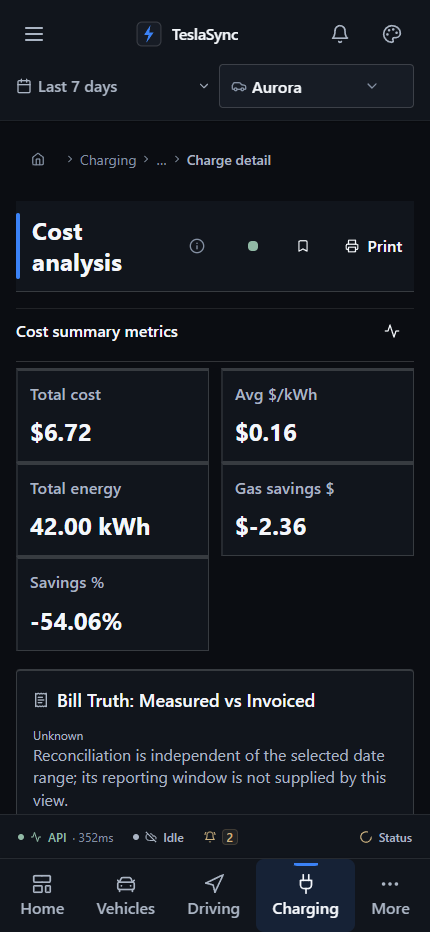 TeslaSync
Last 7 days
Aurora
Charging
...
Charge detail
Cost
analysis
Print
Cost summary metrics
Total cost
$6.72
Avg $/kWh
$0.16
Total energy
42.00 kWh
Gas savings $
$-2.36
Savings %
-54.06%
Bill Truth: Measured vs Invoiced
Unknown
Reconciliation is independent of the selected date
range; its reporting window is not supplied by this
view.
API · 352ms
Idle
2
Status
Home
Vehicles
Driving
Charging
More